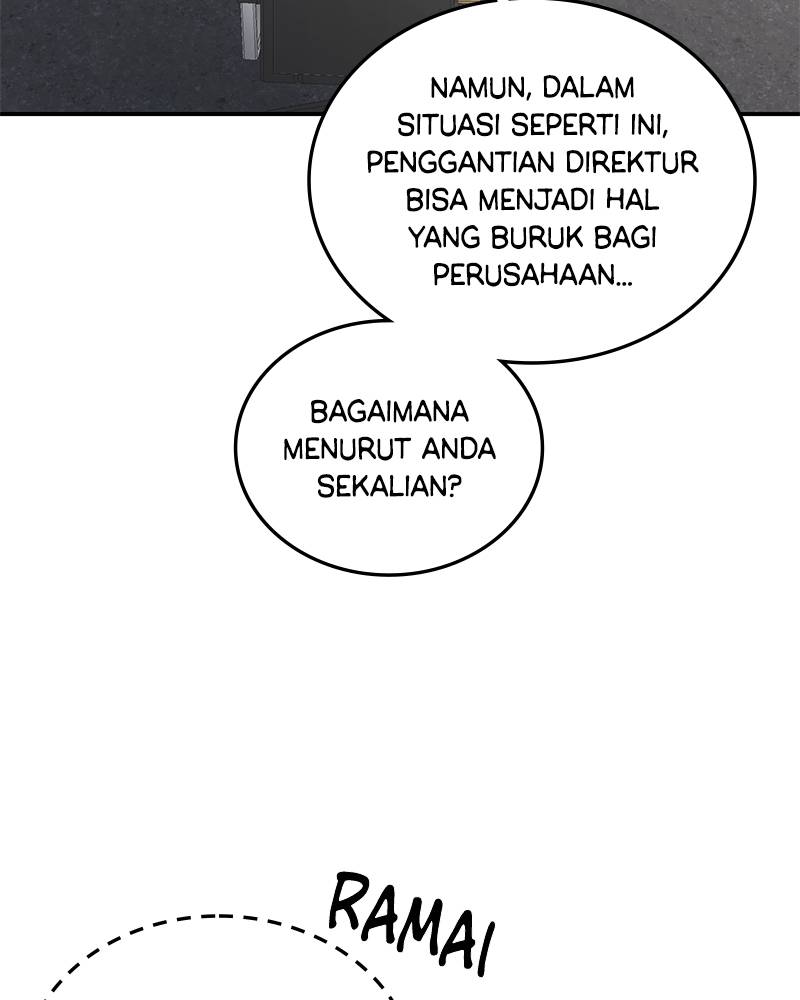 NAMUN, DALAM
SITUASI SEPERTI INI,
PENGGANTIAN DIREKTUR
BISA MENJADI HAL
YANG BURUK BAGI
PERUSAHAAN...
BAGAIMANA
MENURUT ANDA
SEKALIAN?
RAMAI